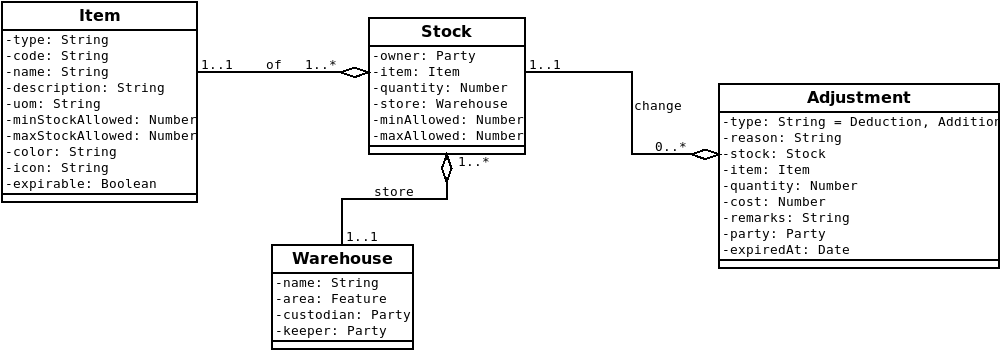 Item
-type: String
-code: String
-name: String
-description: String
-uom: String
-minStockAllowed: Number
-maxStockAllowed: Number
-color: String
-icon: String
-expirable: Boolean
1..1 of 1..*
Stock
-owner: Party
-item: Item
-quantity: Number
-store: Warehouse
-minAllowed: Number
-maxAllowed: Number
1..1
change
0..*
Adjustment
-type: String = Deduction, Addition
-reason: String
-stock: Stock
-item: Item
-quantity: Number
-cost: Number
-remarks: String
-party: Party
-expiredAt: Date
1..*
store
1..1
Warehouse
-name: String
-area: Feature
-custodian: Party
-keeper: Party